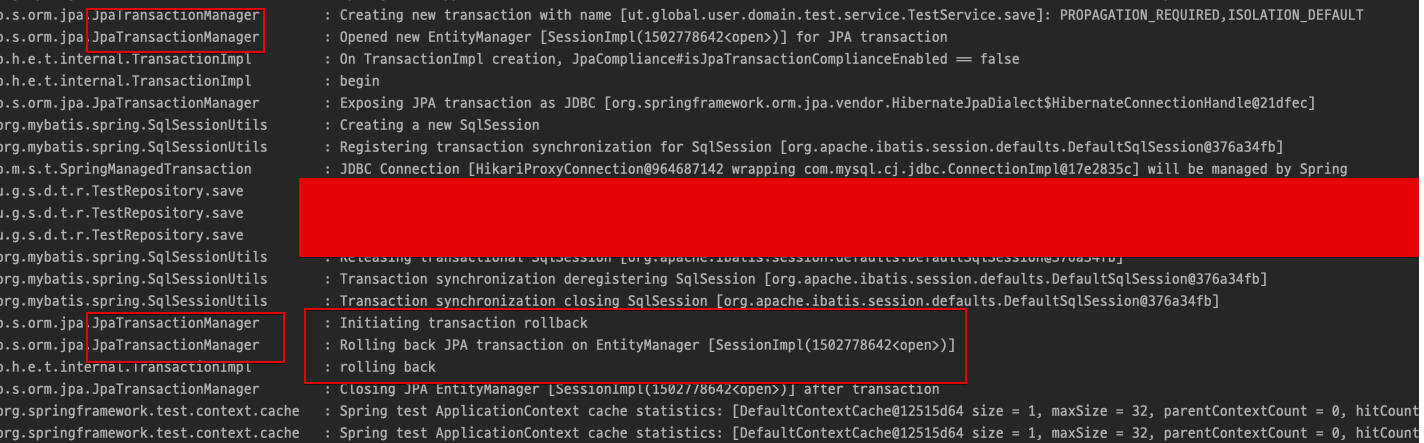 o.s.orm.jpa.JpaTransactionManager : Creating new transaction with name [ut.global.user.domain.test.service.TestService.save]: PROPAGATION_REQUIRED,ISOLATION_DEFAULT
o.s.orm.jpa.JpaTransactionManager : Opened new EntityManager [SessionImpl(1502778642<open>)] for JPA transaction
o.h.e.t.internal.TransactionImpl : On TransactionImpl creation, JpaCompliance#isJpaTransactionComplianceEnabled == false
o.h.e.t.internal.TransactionImpl : begin
o.s.orm.jpa.JpaTransactionManager : Exposing JPA transaction as JDBC [org.springframework.orm.jpa.vendor.HibernateJpaDialect$HibernateConnectionHandle@21dfec]
org.mybatis.spring.SqlSessionUtils : Creating a new SqlSession
org.mybatis.spring.SqlSessionUtils : Registering transaction synchronization for SqlSession [org.apache.ibatis.session.defaults.DefaultSqlSession@376a34fb]
o.m.s.t.SpringManagedTransaction : JDBC Connection [HikariProxyConnection@964687142 wrapping com.mysql.cj.jdbc.ConnectionImpl@17e2835c] will be managed by Spring
u.g.s.d.t.r.TestRepository.save
u.g.s.d.t.r.TestRepository.save
u.g.s.d.t.r.TestRepository.save
org.mybatis.spring.SqlSessionUtils : Releasing transactional SqlSession [org.apache.ibatis.session.defaults.DefaultSqlSession@376a34fb]
org.mybatis.spring.SqlSessionUtils : Transaction synchronization deregistering SqlSession [org.apache.ibatis.session.defaults.DefaultSqlSession@376a34fb]
org.mybatis.spring.SqlSessionUtils : Transaction synchronization closing SqlSession [org.apache.ibatis.session.defaults.DefaultSqlSession@376a34fb]
o.s.orm.jpa.JpaTransactionManager : Initiating transaction rollback
o.s.orm.jpa.JpaTransactionManager : Rolling back JPA transaction on EntityManager [SessionImpl(1502778642<open>)]
o.h.e.t.internal.TransactionImpl : rolling back
o.s.orm.jpa.JpaTransactionManager : Closing JPA EntityManager [SessionImpl(1502778642<open>)] after transaction
org.springframework.test.context.cache : Spring test ApplicationContext cache statistics: [DefaultContextCache@12515d64 size = 1, maxSize = 32, parentContextCount = 0, hitCount
org.springframework.test.context.cache : Spring test ApplicationContext cache statistics: [DefaultContextCache@12515d64 size = 1, maxSize = 32, parentContextCount = 0, hitCount